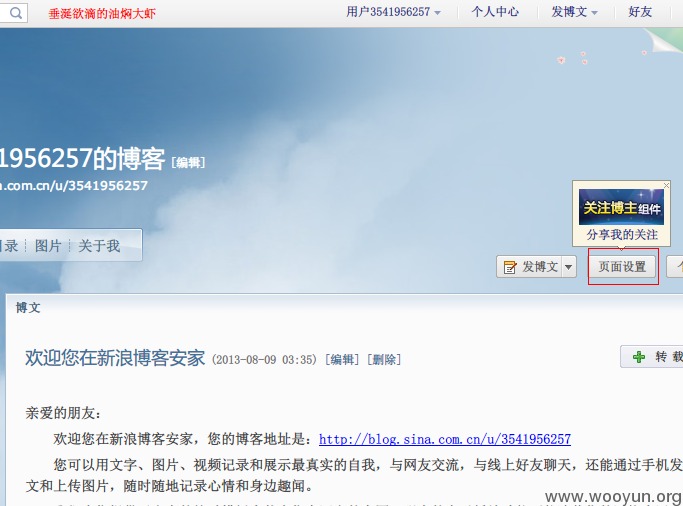 垂涎欲滴的油焖大虾
用户3541956257 个人中心 发博文 好友
1956257的博客 [编辑]
.com.cn/u/3541956257
关注博主组件
分享我的关注
目录 图片 关于我
发博文 页面设置
博文
欢迎您在新浪博客安家 (2013-08-09 03:35) [编辑] [删除]
转载
亲爱的朋友：
欢迎您在新浪博客安家，您的博客地址是：http://blog.sina.com.cn/u/3541956257
您可以用文字、图片、视频记录和展示最真实的自我，与网友交流，与线上好友聊天，还能通过手机发
文和上传图片，随时随地记录心情和身边趣闻。
www.wooyun.org